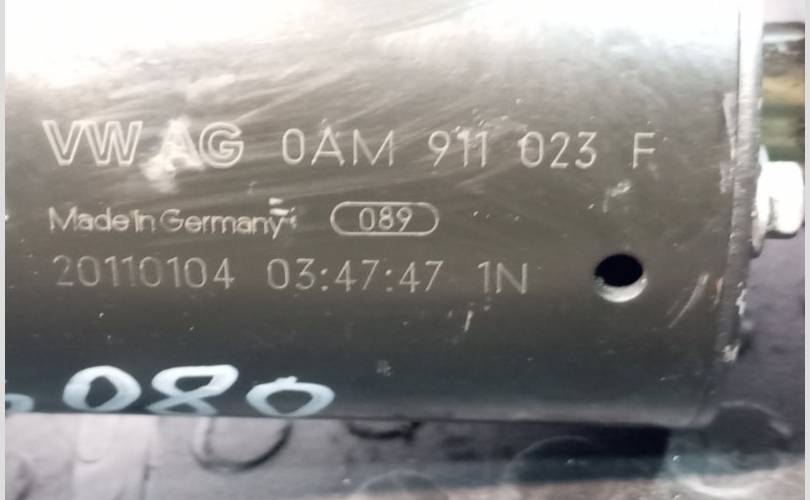 VW AG 0AM 911 023 F
Made in Germany 089
20110104 03:47:47 1N
080